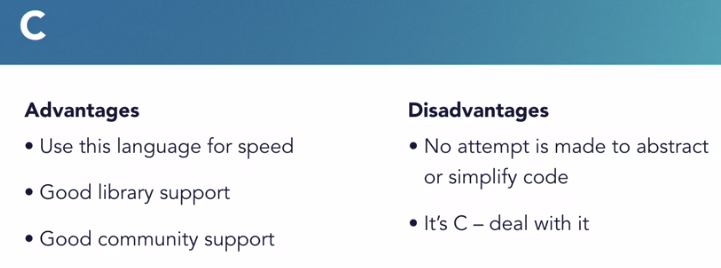 C
Advantages
• Use this language for speed
• Good library support
• Good community support
Disadvantages
• No attempt is made to abstract
or simplify code
• It's C – deal with it